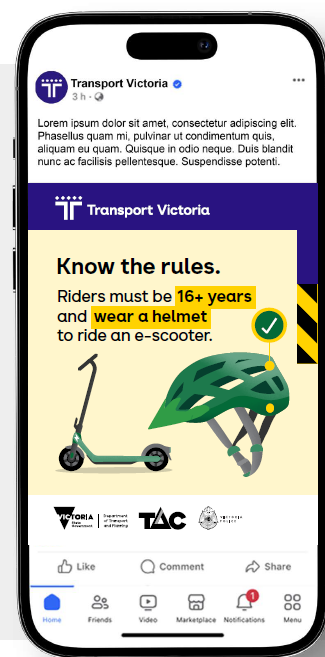 Transport Victoria
3 h ·
Lorem ipsum dolor sit amet, consectetur adipiscing elit.
Phasellus quam mi, pulvinar ut condimentum quis,
aliquam eu quam. Quisque in odio neque. Duis blandit
nunc ac facilisis pellentesque. Suspendisse potenti.
Transport Victoria
Know the rules.
Riders must be 16+ years
and wear a helmet
to ride an e-scooter.
VICTORIA
State
Government
Department
of Transport
and Planning
TAC
VICTORIA
POLICE
Like
Comment
Share
1
Home
Friends
Video
Marketplace
Notifications
Menu